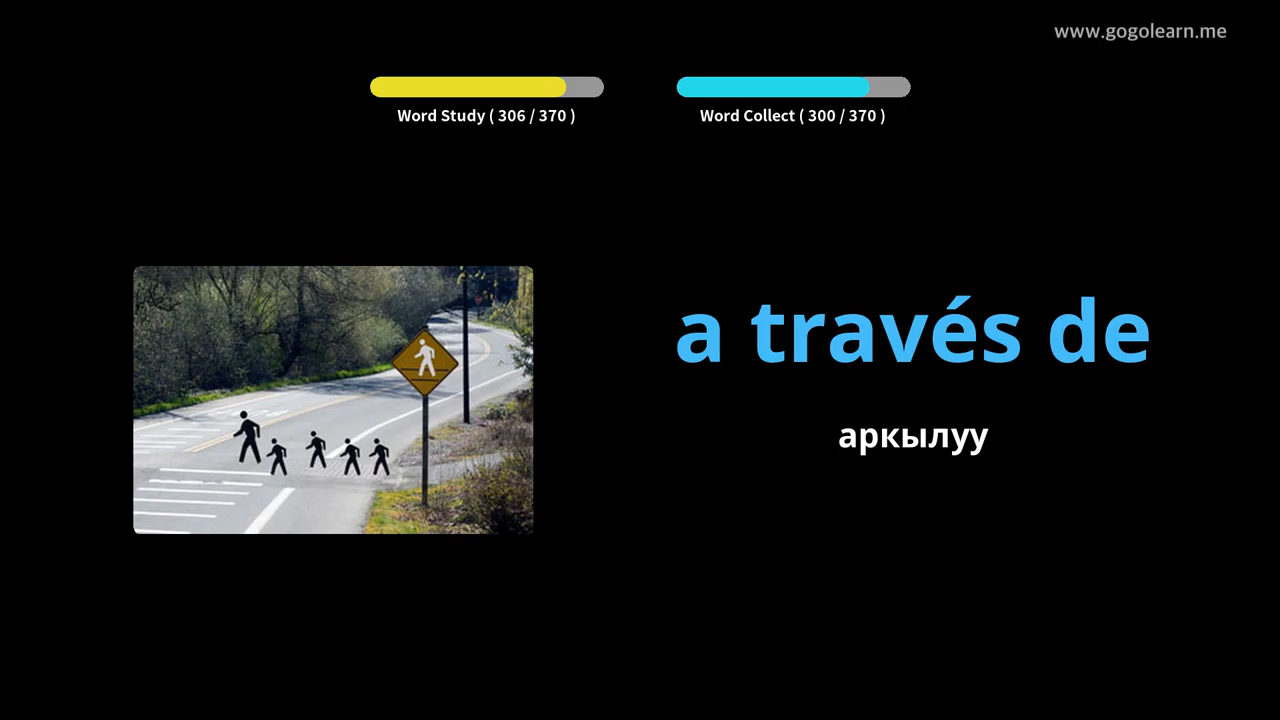 www.gogolearn.me
Word Study ( 306 / 370 )
Word Collect ( 300 / 370 )
a través de
аркылуу